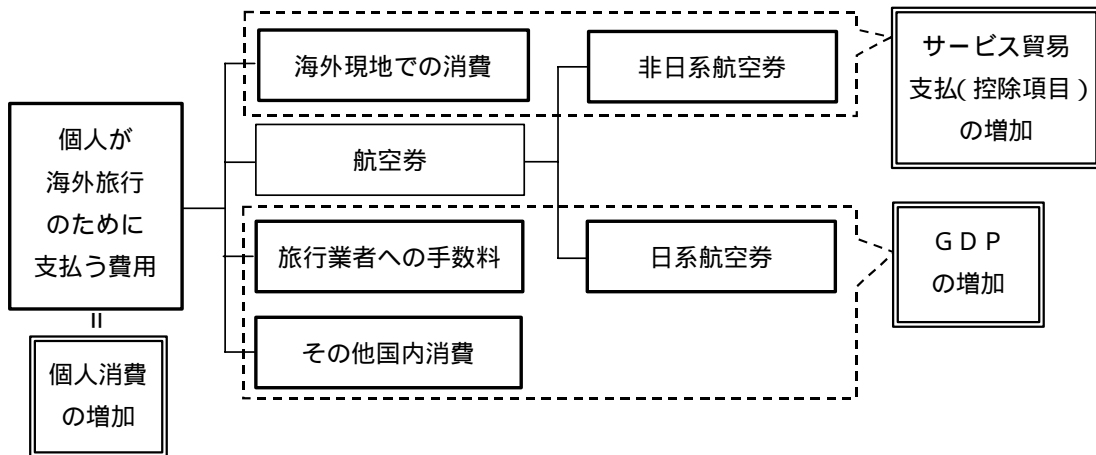 海外現地での消費
非日系航空券
サービス貿易
支払(控除項目)
の増加
個人が
海外旅行
のために
支払う費用
航空券
旅行業者への手数料
日系航空券
ＧＤＰ
の増加
=
個人消費
の増加
その他国内消費